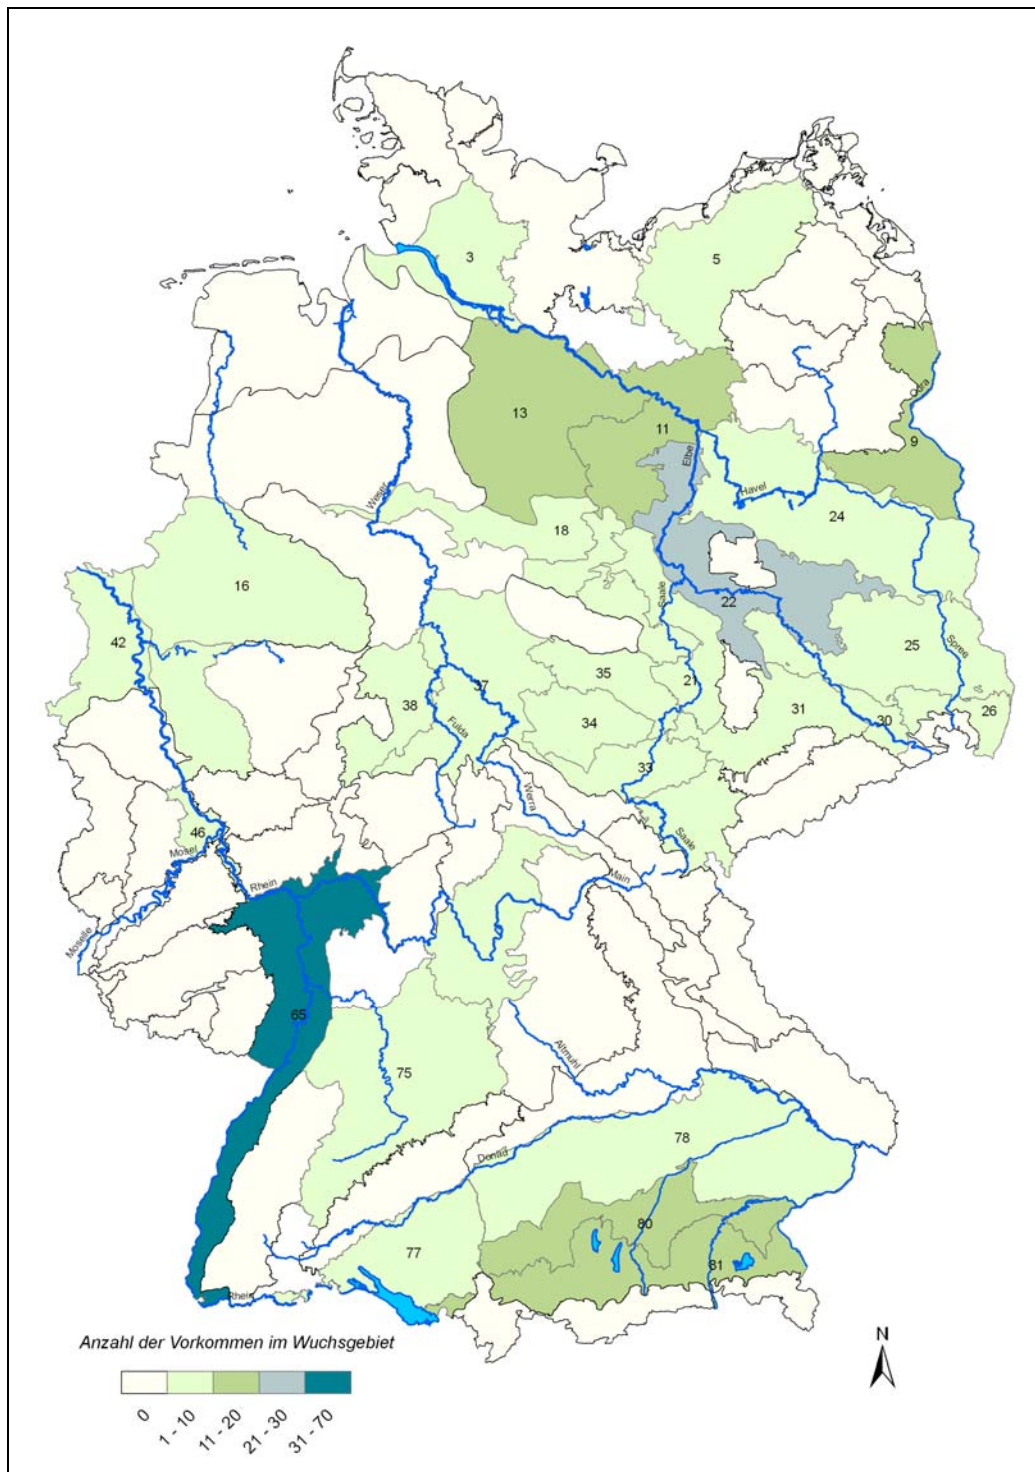 3
5
13
11
Elbe
Weser
Odra
9
Havel
18
24
16
42
22
Saale
25
Spree
35
21
37
38
34
31
30
26
Fulda
33
Werra
Saale
46
Mosel
Rhein
Main
Moselle
65
Altmühl
75
78
Donau
80
77
81
Rhein
Anzahl der Vorkommen im Wuchsgebiet
N
0
1 - 10
11 - 20
21 - 30
31 - 70